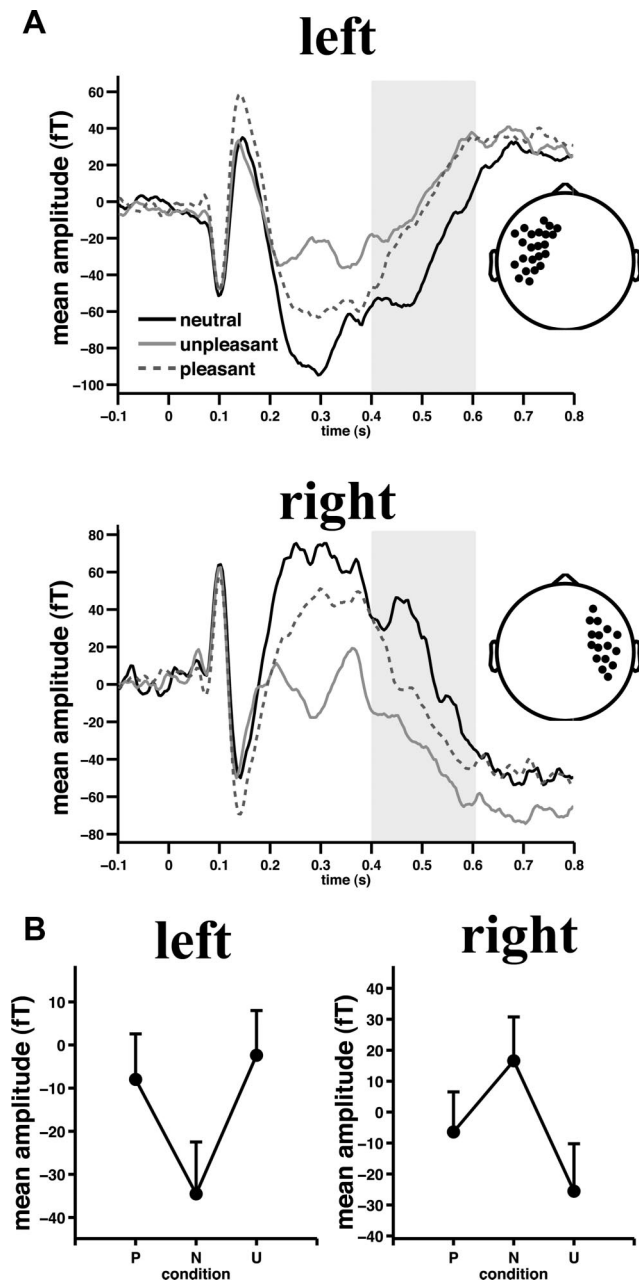 A
left
mean amplitude (fT)
60
40
20
0
−20
−40
−60
−80
−100
neutral
unpleasant
pleasant
−0.1 0 0.1 0.2 0.3 0.4 0.5 0.6 0.7 0.8
time (s)
right
mean amplitude (fT)
80
60
40
20
0
−20
−40
−60
−80
−0.1 0 0.1 0.2 0.3 0.4 0.5 0.6 0.7 0.8
time (s)
B
left
mean amplitude (fT)
10
0
−10
−20
−30
−40
P N U
condition
right
mean amplitude (fT)
40
30
20
10
0
−10
−20
−30
−40
P N U
condition